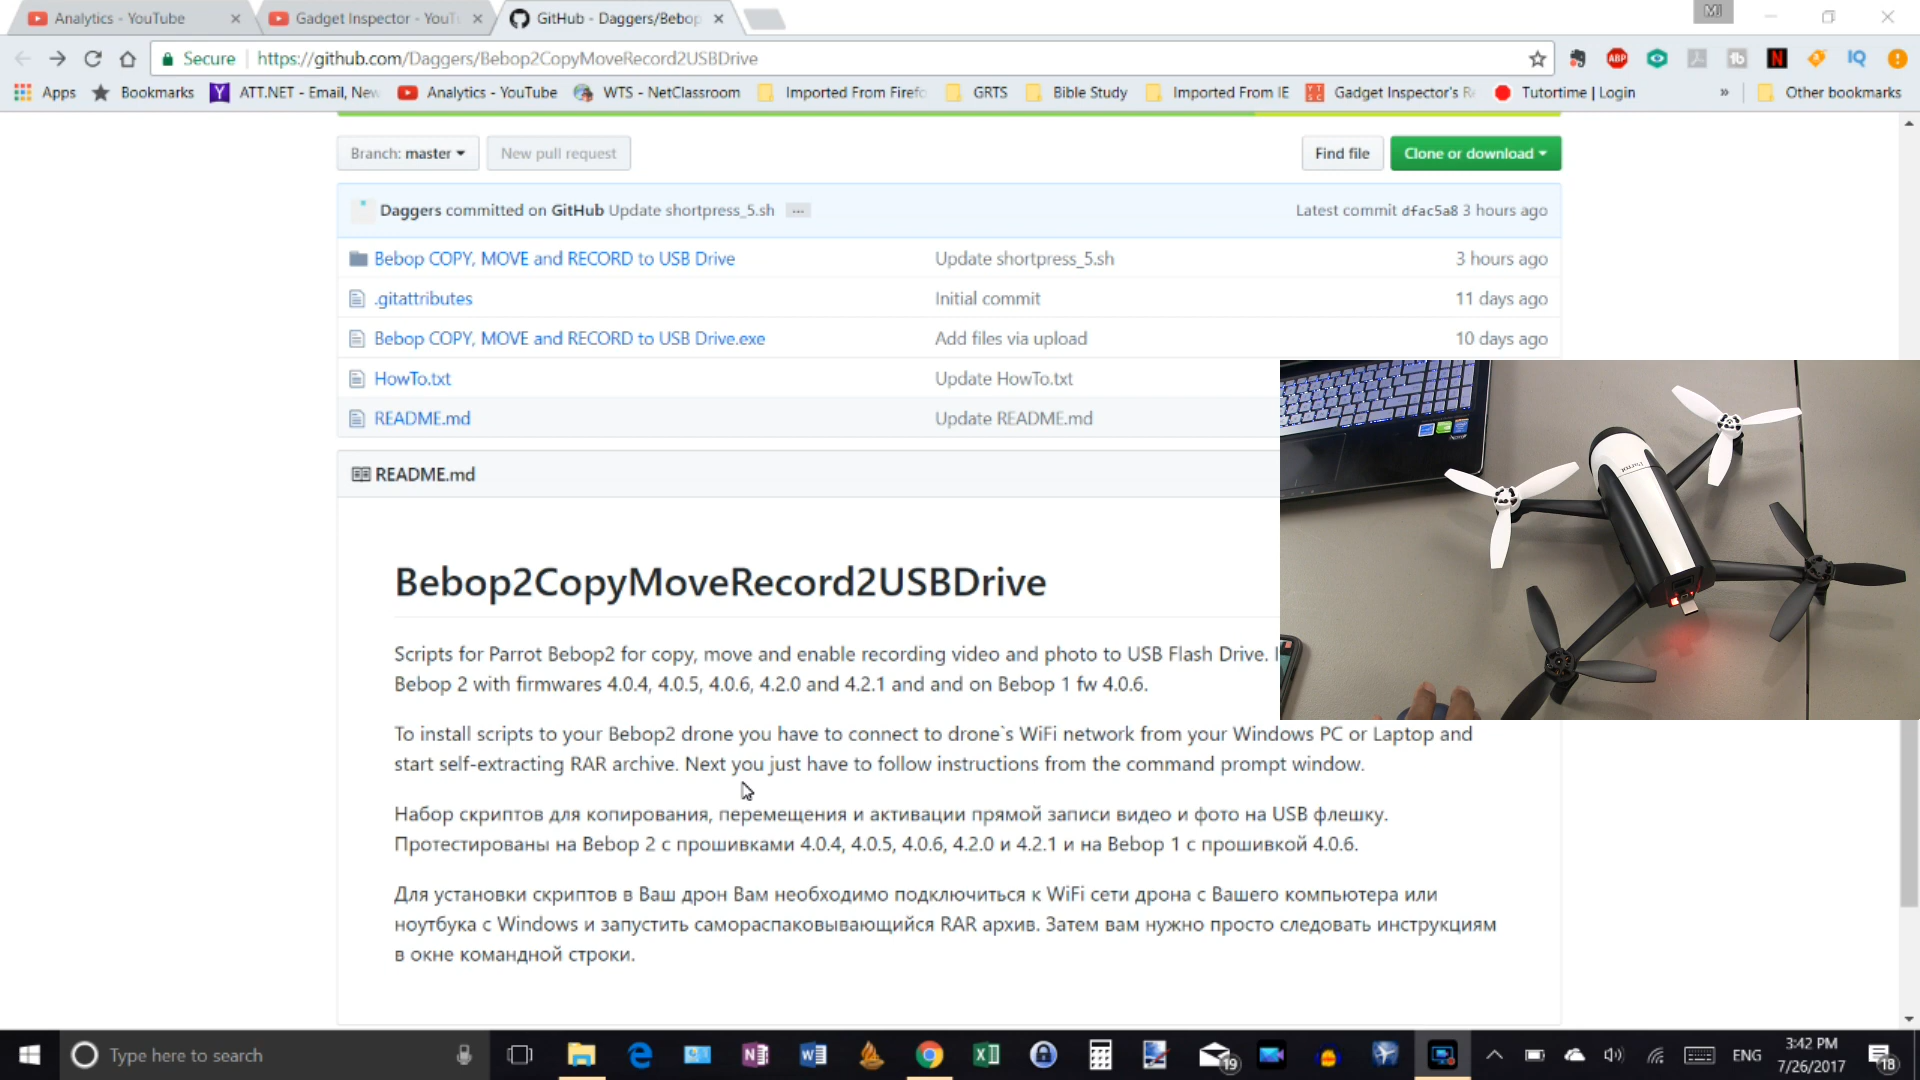 Analytics - YouTube
Gadget Inspector - YouT
GitHub - Daggers/Bebop
MJ
Secure https://github.com/Daggers/Bebop2CopyMoveRecord2USBDrive
ABP
N
IQ
Apps Bookmarks ATT.NET - Email, New Analytics - YouTube WTS - NetClassroom Imported From Firefo GRTS Bible Study Imported From IE Gadget Inspector's R Tutortime | Login » Other bookmarks
Branch: master
New pull request
Find file
Clone or download
Daggers committed on GitHub Update shortpress_5.sh ...
Latest commit dfac5a8 3 hours ago
Bebop COPY, MOVE and RECORD to USB Drive Update shortpress_5.sh 3 hours ago
.gitattributes Initial commit 11 days ago
Bebop COPY, MOVE and RECORD to USB Drive.exe Add files via upload 10 days ago
HowTo.txt Update HowTo.txt
README.md Update README.md
README.md
Bebop2CopyMoveRecord2USBDrive
Scripts for Parrot Bebop2 for copy, move and enable recording video and photo to USB Flash Drive.
Bebop 2 with firmwares 4.0.4, 4.0.5, 4.0.6, 4.2.0 and 4.2.1 and and on Bebop 1 fw 4.0.6.
To install scripts to your Bebop2 drone you have to connect to drone`s WiFi network from your Windows PC or Laptop and
start self-extracting RAR archive. Next you just have to follow instructions from the command prompt window.
Набор скриптов для копирования, перемещения и активации прямой записи видео и фото на USB флешку.
Протестированы на Bebop 2 с прошивками 4.0.4, 4.0.5, 4.0.6, 4.2.0 и 4.2.1 и на Bebop 1 с прошивкой 4.0.6.
Для установки скриптов в Ваш дрон Вам необходимо подключиться к WiFi сети дрона с Вашего компьютера или
ноутбука с Windows и запустить самораспаковывающийся RAR архив. Затем вам нужно просто следовать инструкциям
в окне командной строки.
Parrot
Type here to search
19
ENG
3:42 PM
7/26/2017
18